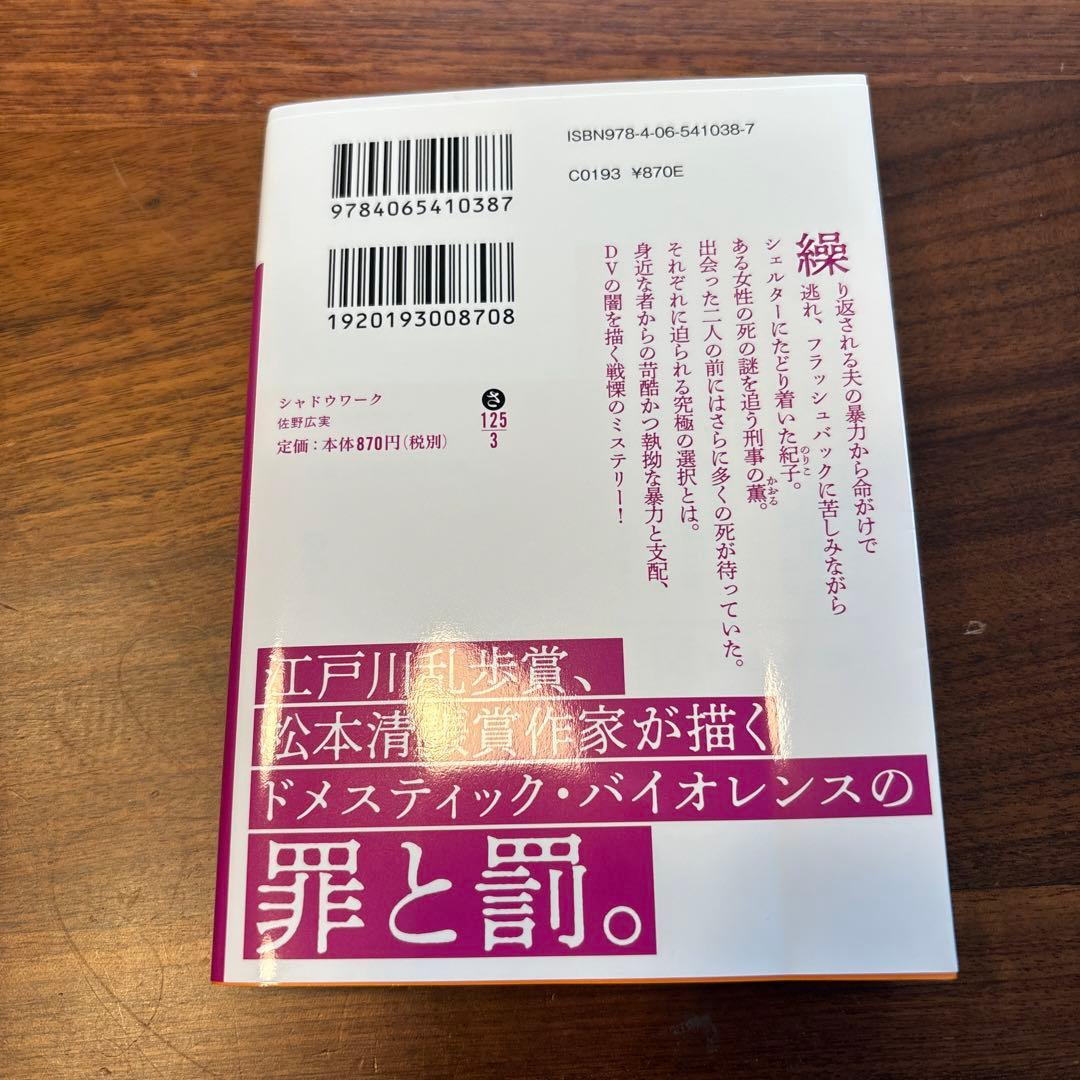 ISBN978-4-06-541038-7
C0193 ¥870E
9784065410387
1920193008708
シャドウワーク
佐野広実
定価：本体870円（税別）
さ
125
3
繰り返される夫の暴力から命がけで
逃れ、フラッシュバックに苦しみながら
シェルターにたどり着いた紀子。
のりこ
ある女性の死の謎を追う刑事の薫。
かおる
出会った二人の前にはさらに多くの死が待っていた。
それぞれに迫られる究極の選択とは。
身近な者からの苛酷かつ執拗な暴力と支配、
DVの闇を描く戦慄のミステリー！
江戸川乱歩賞、
松本清張賞作家が描く
ドメスティック・バイオレンスの
罪と罰。